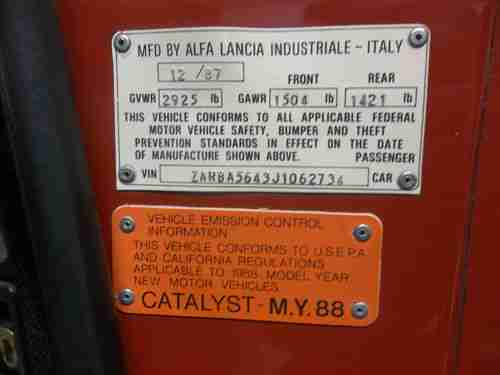 MFD BY ALFA LANCIA INDUSTRIALE - ITALY
12 / 87 FRONT REAR
GVWR 2925 lb GAWR 1504 lb 1421 lb
THIS VEHICLE CONFORMS TO ALL APPLICABLE FEDERAL
MOTOR VEHICLE SAFETY, BUMPER AND THEFT
PREVENTION STANDARDS IN EFFECT ON THE DATE
OF MANUFACTURE SHOWN ABOVE. PASSENGER
VIN ZARBA5643J1062734 CAR
VEHICLE EMISSION CONTROL
INFORMATION
THIS VEHICLE CONFORMS TO U.S.E.P.A.
AND CALIFORNIA REGULATIONS
APPLICABLE TO 1988 MODEL YEAR
NEW MOTOR VEHICLES
CATALYST - M.Y. 88